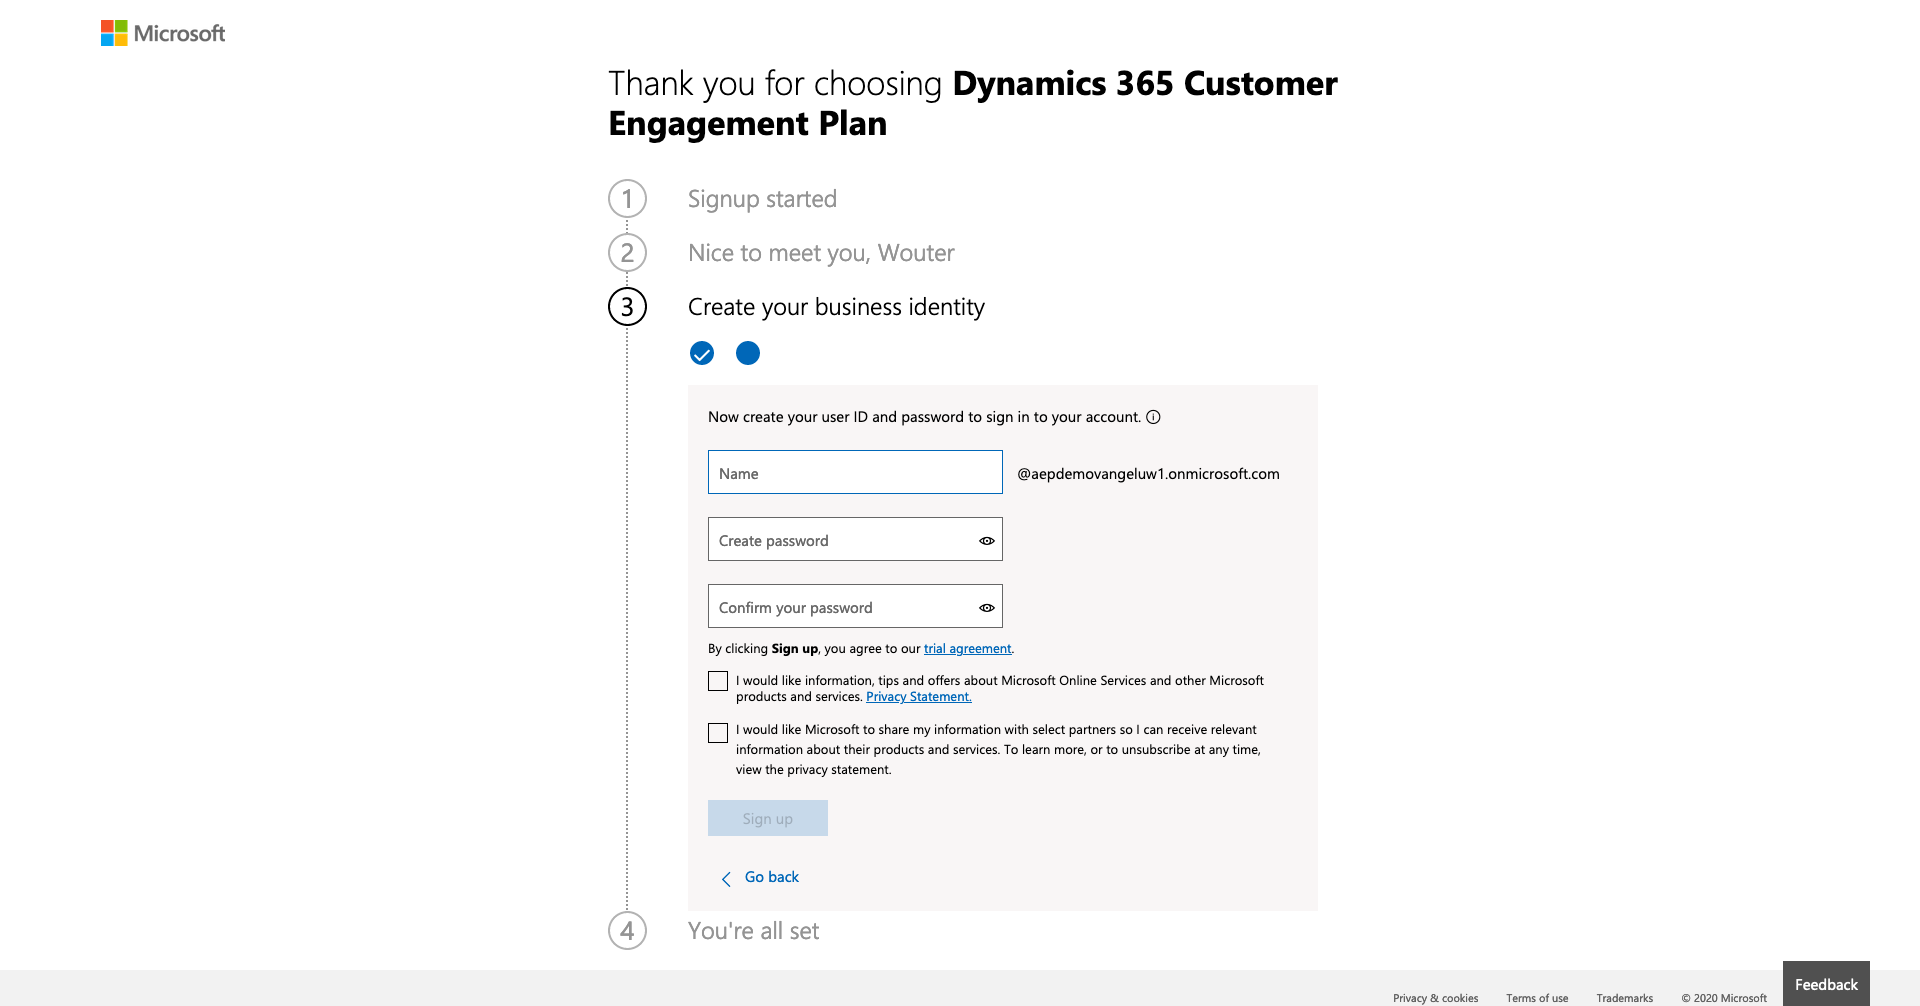 Microsoft
Thank you for choosing Dynamics 365 Customer
Engagement Plan
1 Signup started
2 Nice to meet you, Wouter
3 Create your business identity
Now create your user ID and password to sign in to your account.
Name @aepdemovangeluw1.onmicrosoft.com
Create password
Confirm your password
By clicking Sign up, you agree to our trial agreement.
I would like information, tips and offers about Microsoft Online Services and other Microsoft
products and services. Privacy Statement.
I would like Microsoft to share my information with select partners so I can receive relevant
information about their products and services. To learn more, or to unsubscribe at any time,
view the privacy statement.
Sign up
Go back
4 You're all set
Feedback
Privacy & cookies Terms of use Trademarks © 2020 Microsoft